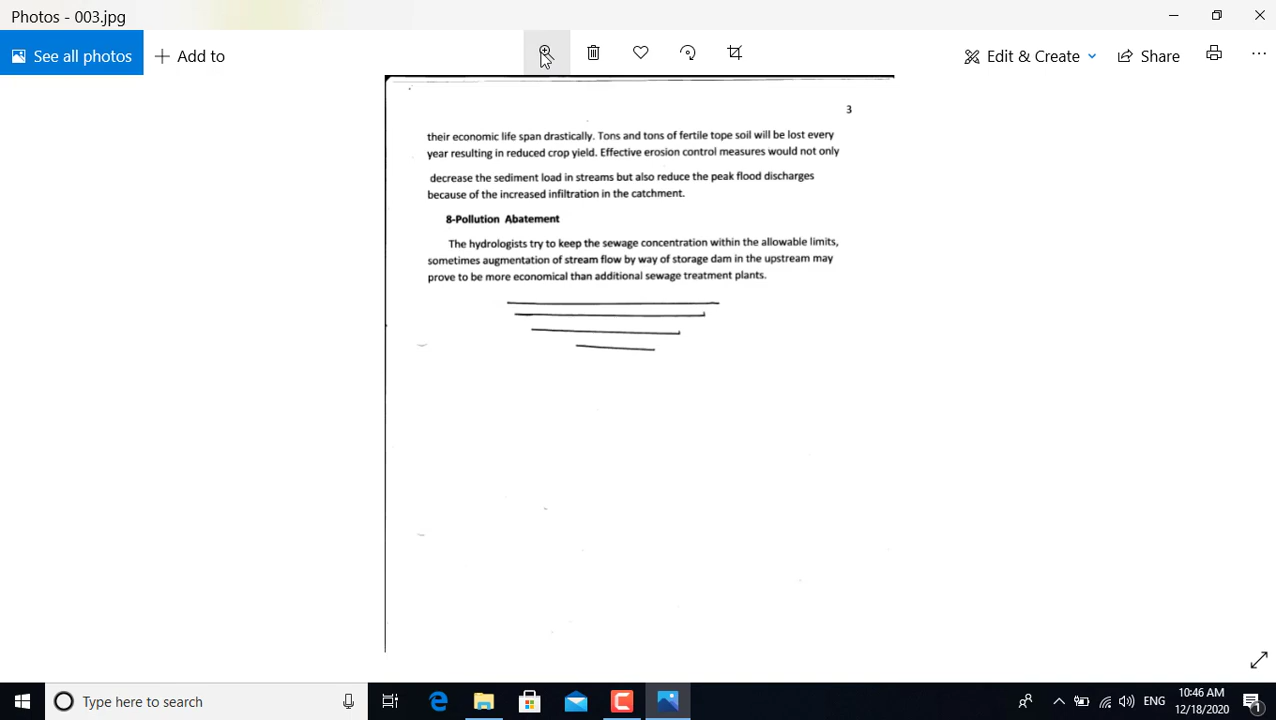 Photos - 003.jpg
See all photos
Add to
Edit & Create
Share
3
their economic life span drastically. Tons and tons of fertile tope soil will be lost every
year resulting in reduced crop yield. Effective erosion control measures would not only
decrease the sediment load in streams but also reduce the peak flood discharges
because of the increased infiltration in the catchment.
8-Pollution Abatement
The hydrologists try to keep the sewage concentration within the allowable limits,
sometimes augmentation of stream flow by way of storage dam in the upstream may
prove to be more economical than additional sewage treatment plants.
Type here to search
ENG
10:46 AM
12/18/2020
1